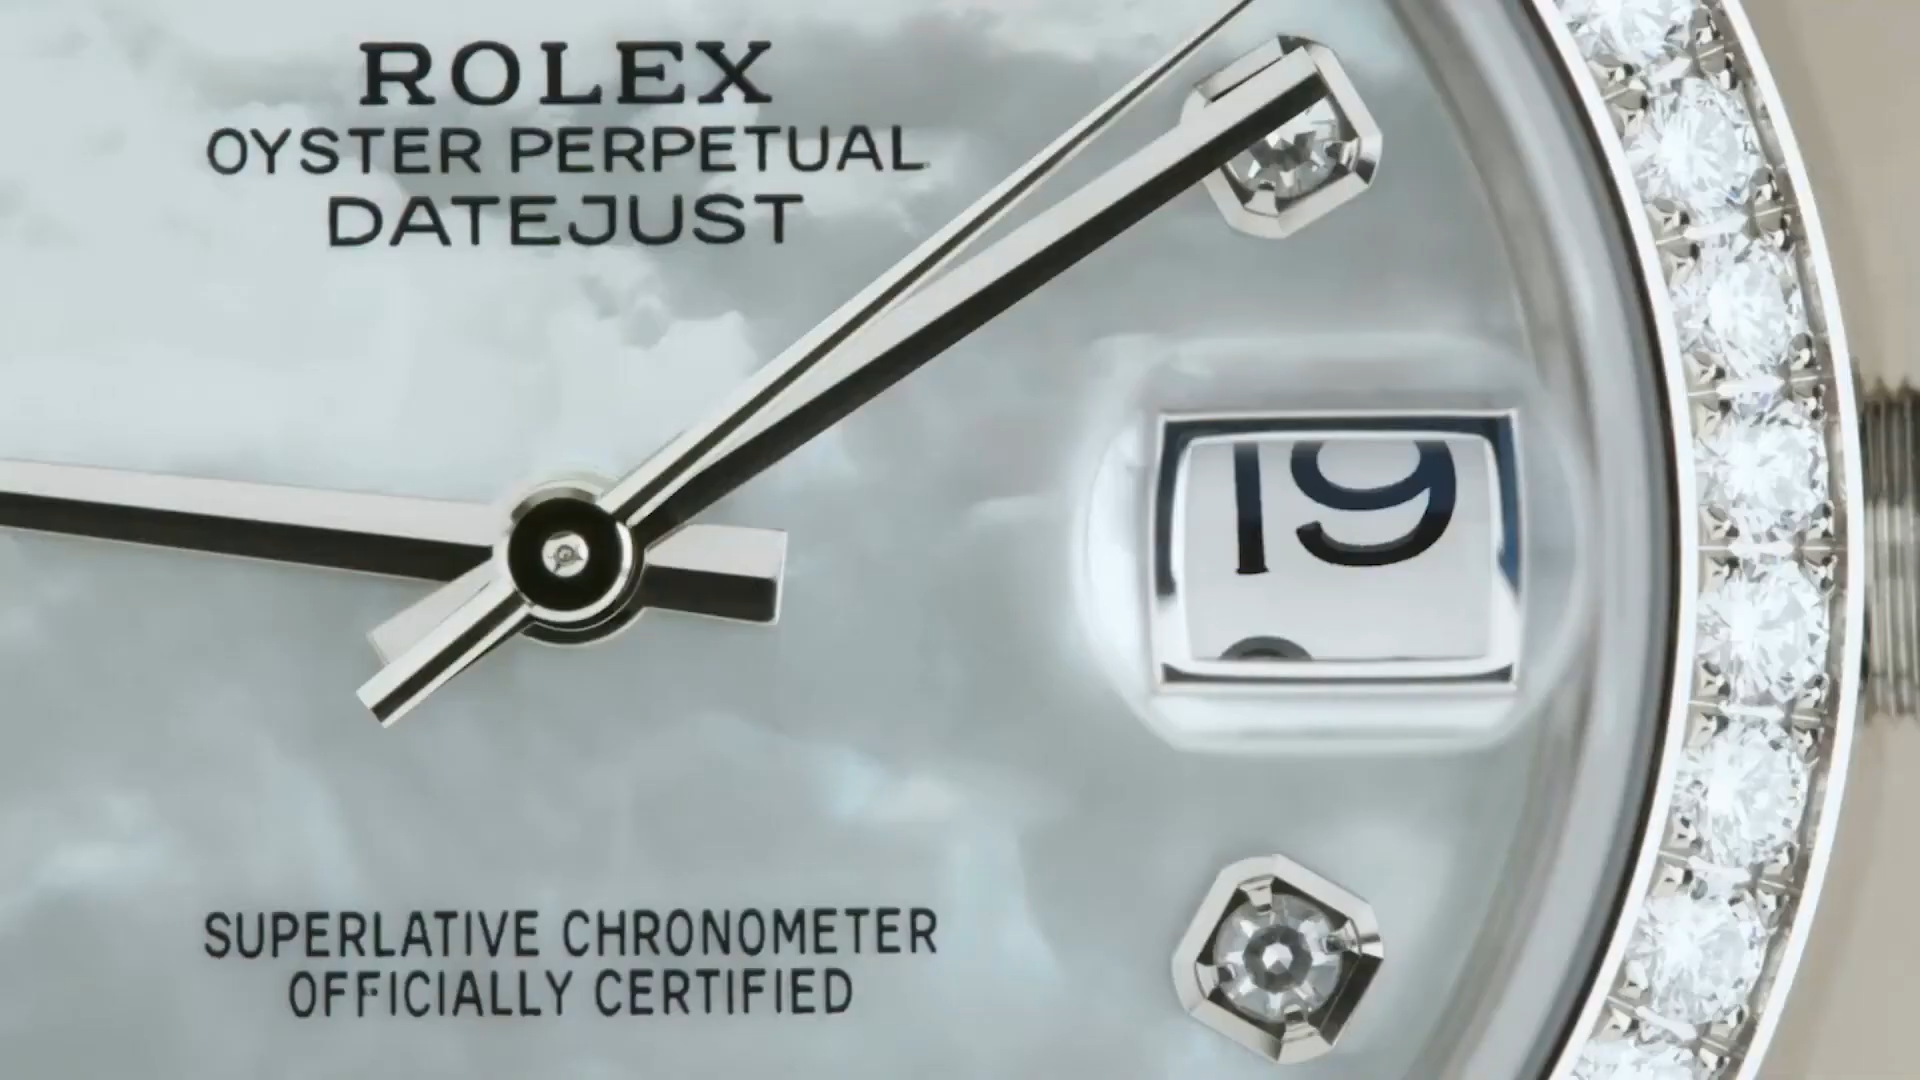 ROLEX
OYSTER PERPETUAL
DATEJUST
19
SUPERLATIVE CHRONOMETER
OFFICIALLY CERTIFIED